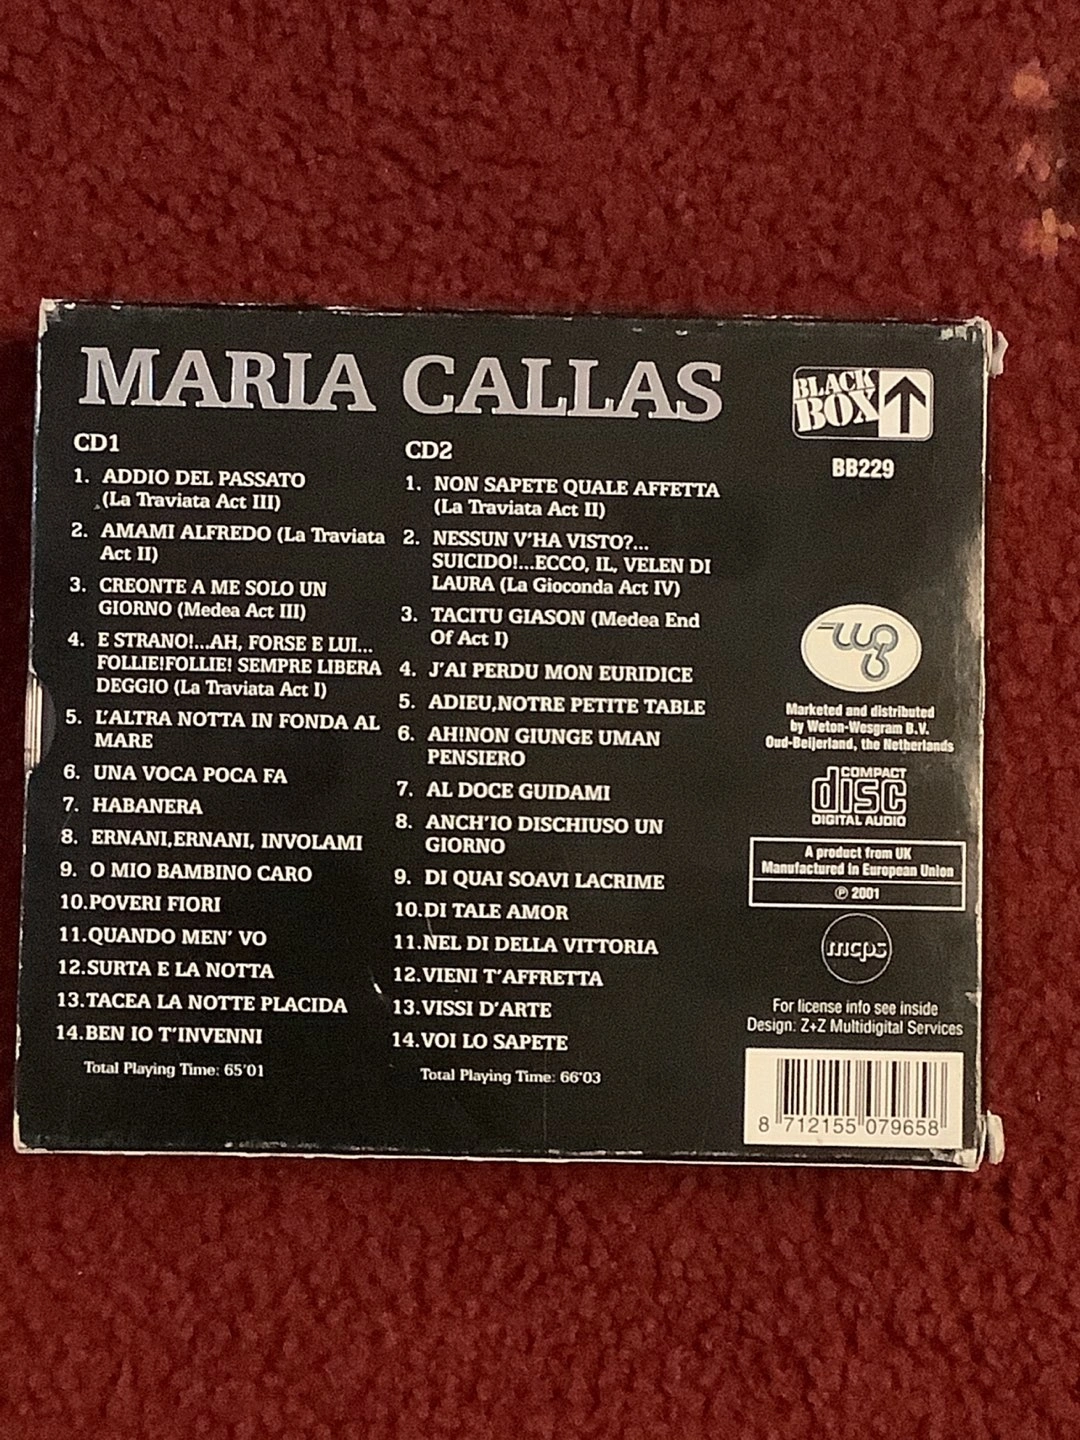 MARIA CALLAS
CD1
1. ADDIO DEL PASSATO
(La Traviata Act III)
2. AMAMI ALFREDO (La Traviata
Act II)
3. CREONTE A ME SOLO UN
GIORNO (Medea Act III)
4. E STRANO!...AH, FORSE E LUI...
FOLLIE!FOLLIE! SEMPRE LIBERA
DEGGIO (La Traviata Act I)
5. L'ALTRA NOTTA IN FONDA AL
MARE
6. UNA VOCA POCA FA
7. HABANERA
8. ERNANI,ERNANI, INVOLAMI
9. O MIO BAMBINO CARO
10.POVERI FIORI
11.QUANDO MEN' VO
12.SURTA E LA NOTTA
13.TACEA LA NOTTE PLACIDA
14.BEN IO T'INVENNI
Total Playing Time: 65'01
CD2
1. NON SAPETE QUALE AFFETTA
(La Traviata Act II)
2. NESSUN V'HA VISTO?...
SUICIDO!...ECCO, IL, VELEN DI
LAURA (La Gioconda Act IV)
3. TACITU GIASON (Medea End
Of Act I)
4. J'AI PERDU MON EURIDICE
5. ADIEU,NOTRE PETITE TABLE
6. AH!NON GIUNGE UMAN
PENSIERO
7. AL DOCE GUIDAMI
8. ANCH'IO DISCHIUSO UN
GIORNO
9. DI QUAI SOAVI LACRIME
10.DI TALE AMOR
11.NEL DI DELLA VITTORIA
12.VIENI T'AFFRETTA
13.VISSI D'ARTE
14.VOI LO SAPETE
Total Playing Time: 66'03
BLACK
BOX
BB229
wg
Marketed and distributed
by Weton-Wesgram B.V.
Oud-Beijerland, the Netherlands
COMPACT
disc
DIGITAL AUDIO
A product from UK
Manufactured in European Union
℗ 2001
mcps
For license info see inside
Design: Z+Z Multidigital Services
8 712155 079658